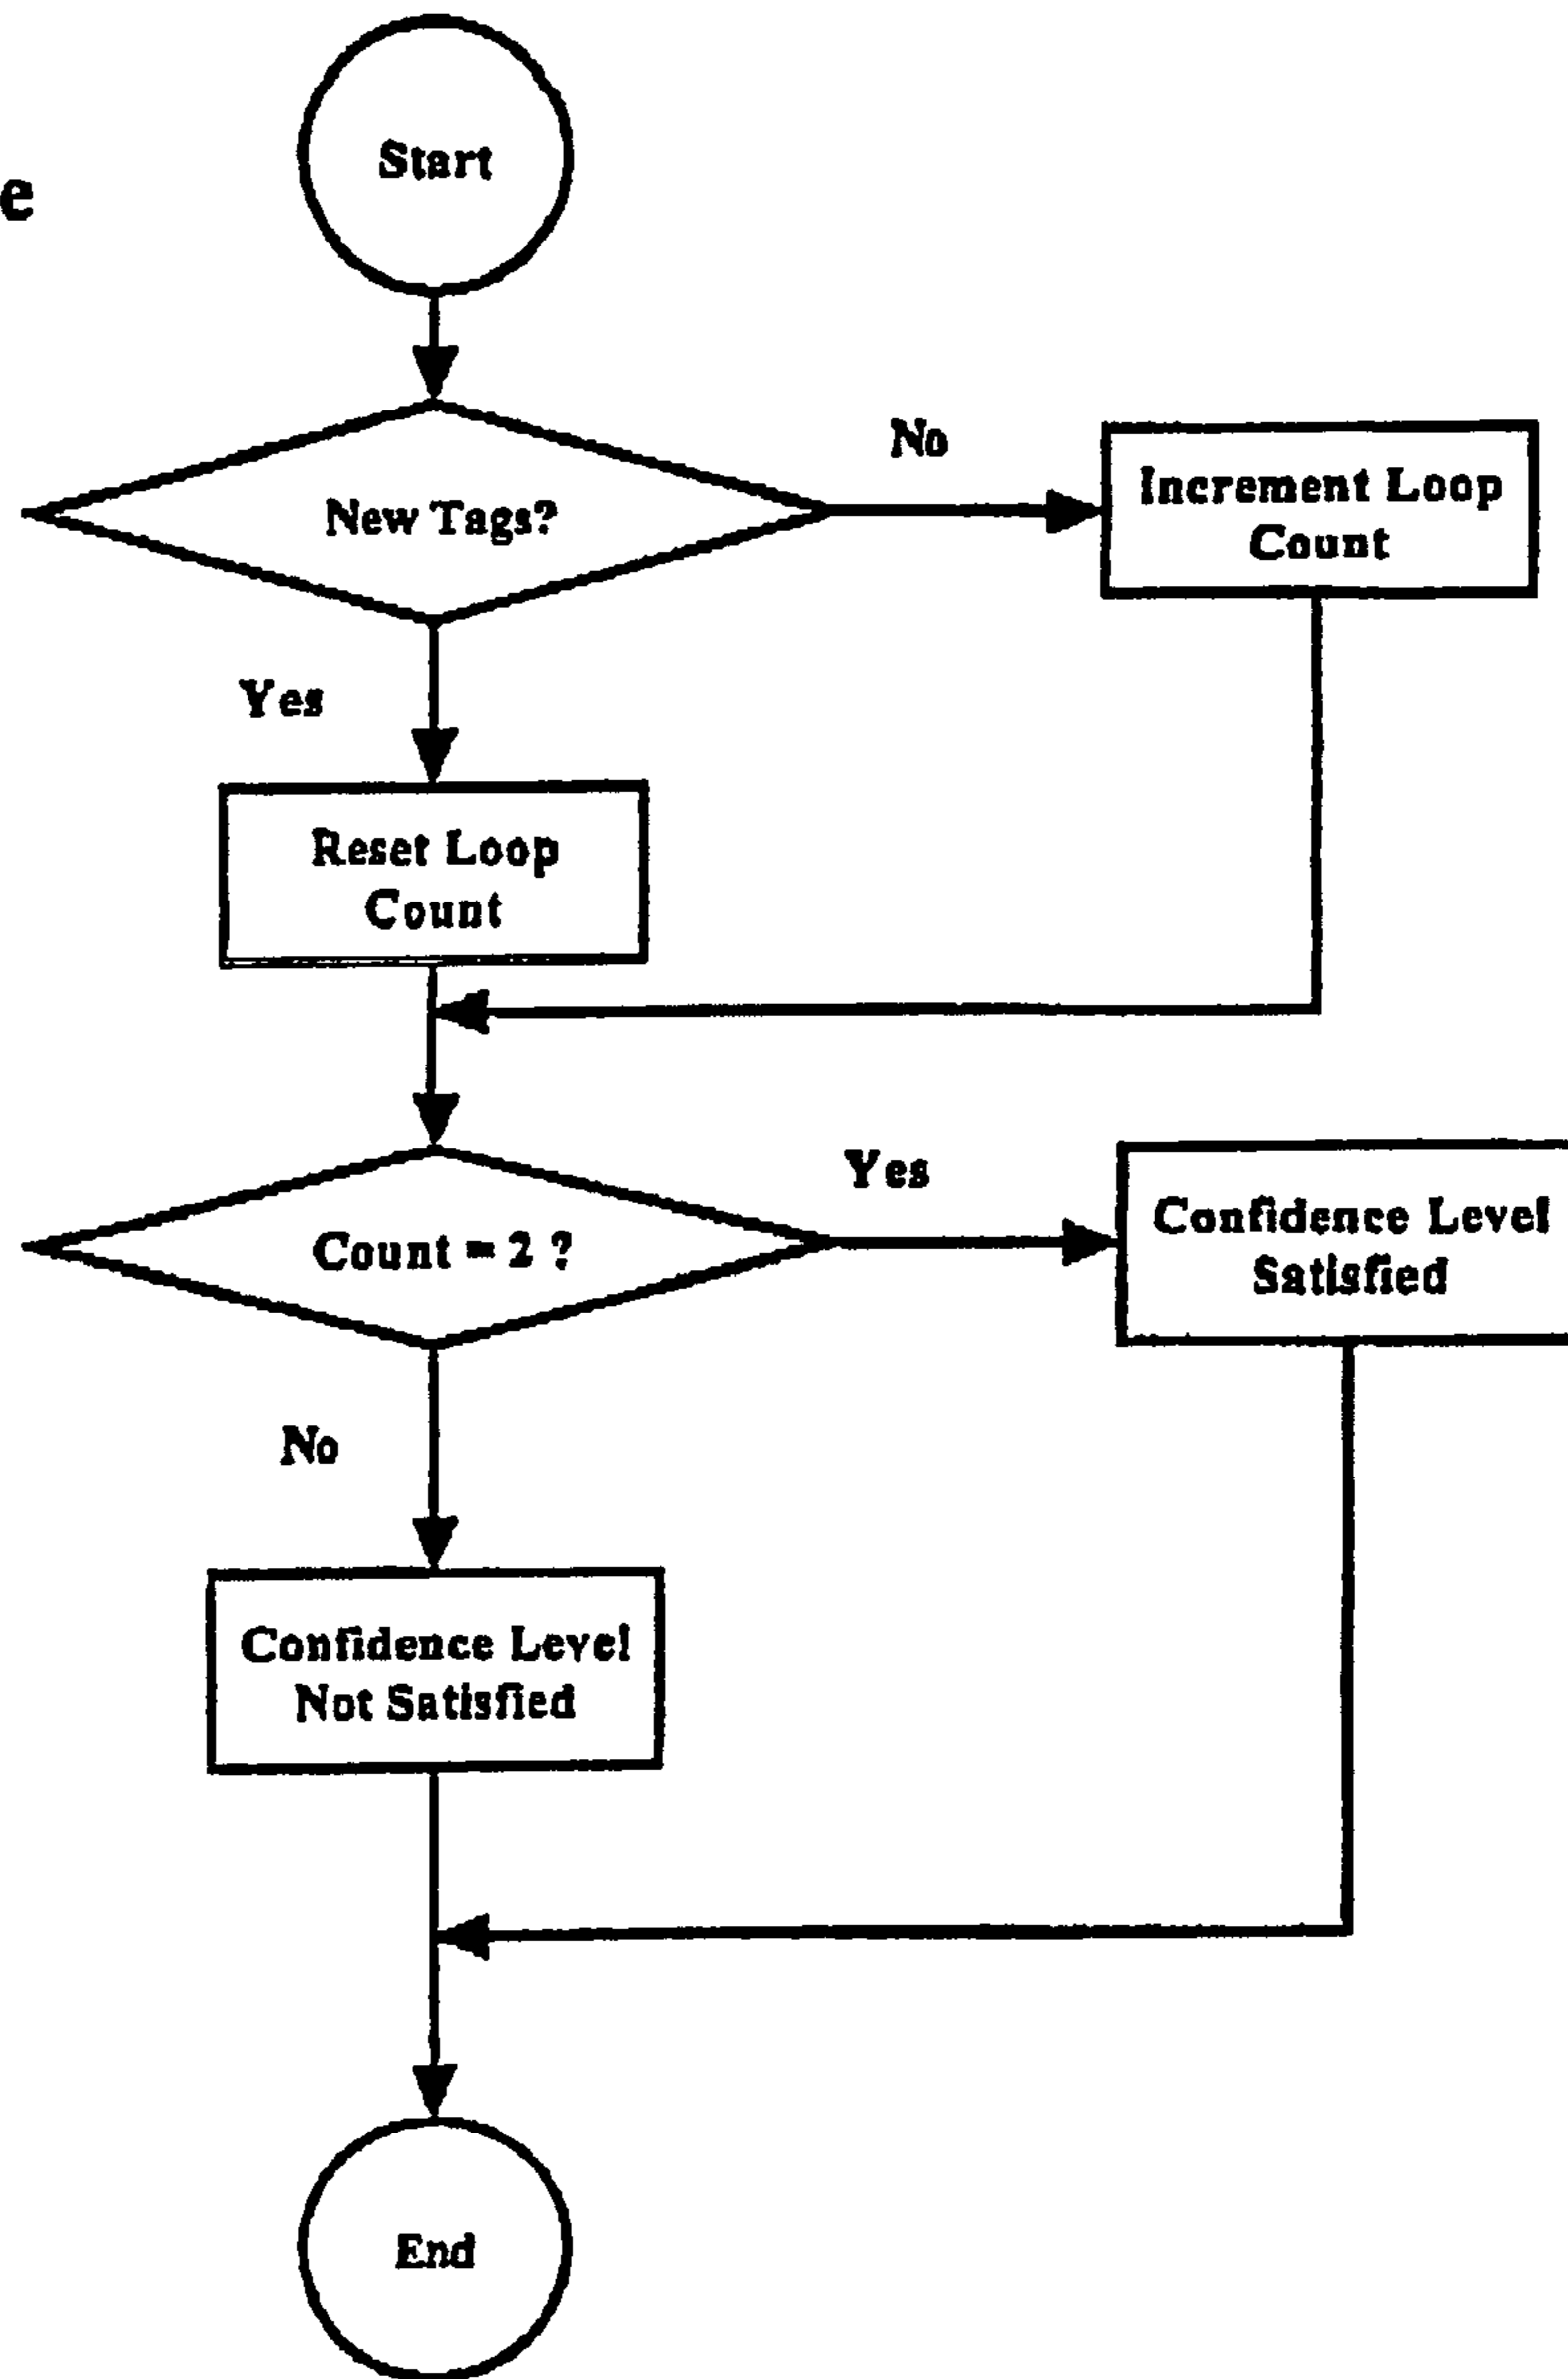 Start
e
New Tags?
No
Increment Loop
Count
Yes
Reset Loop
Count
Count = 2 ?
Yes
Confidence Level
Satisfied
No
Confidence Level
Not Satisfied
End